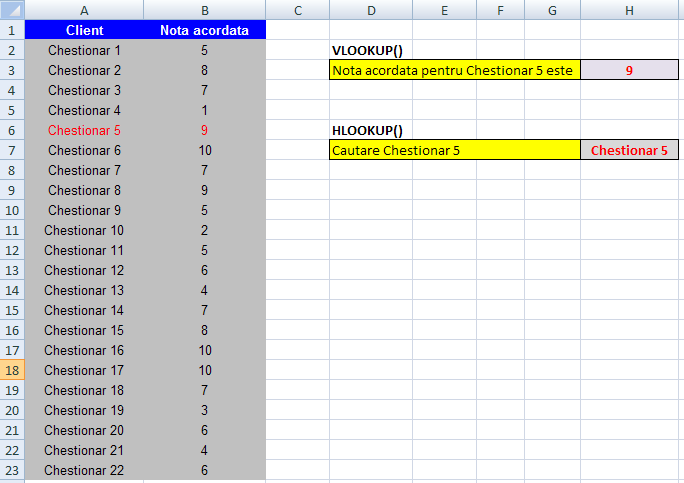 A B C D E F G H
1 Client Nota acordata
2 Chestionar 1 5 VLOOKUP()
3 Chestionar 2 8 Nota acordata pentru Chestionar 5 este 9
4 Chestionar 3 7
5 Chestionar 4 1
6 Chestionar 5 9 HLOOKUP()
7 Chestionar 6 10 Cautare Chestionar 5 Chestionar 5
8 Chestionar 7 7
9 Chestionar 8 9
10 Chestionar 9 5
11 Chestionar 10 2
12 Chestionar 11 5
13 Chestionar 12 6
14 Chestionar 13 4
15 Chestionar 14 7
16 Chestionar 15 8
17 Chestionar 16 10
18 Chestionar 17 10
19 Chestionar 18 7
20 Chestionar 19 3
21 Chestionar 20 6
22 Chestionar 21 4
23 Chestionar 22 6